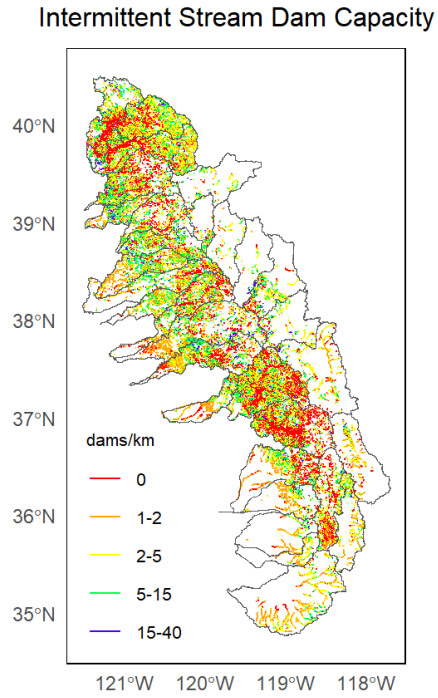 Intermittent Stream Dam Capacity
40°N
39°N
38°N
37°N
36°N
35°N
dams/km
0
1-2
2-5
5-15
15-40
121°W 120°W 119°W 118°W